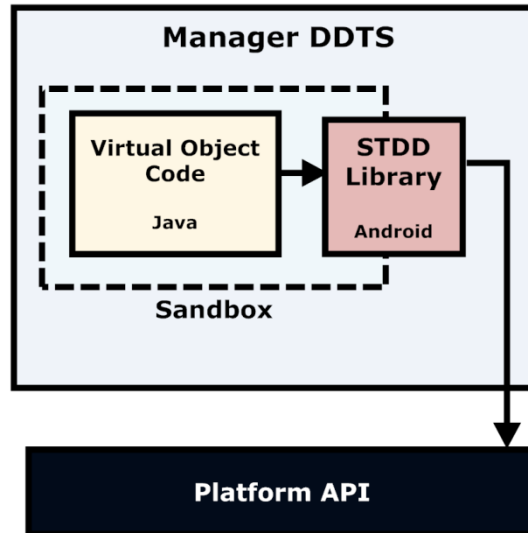 Manager DDTS
Virtual Object
Code
Java
STDD
Library
Android
Sandbox
Platform API